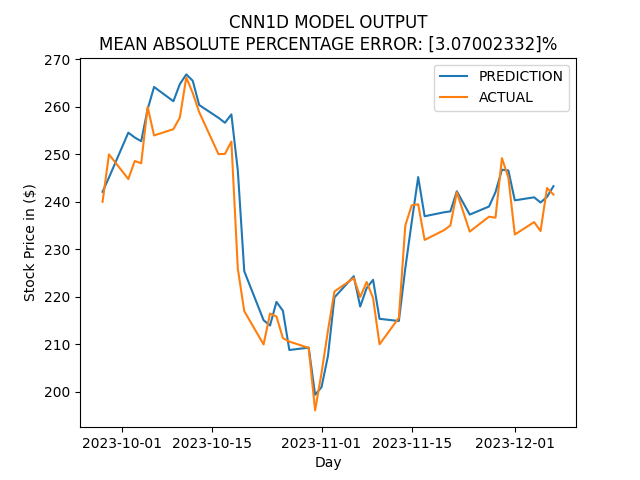 CNN1D MODEL OUTPUT
MEAN ABSOLUTE PERCENTAGE ERROR: [3.07002332]%
PREDICTION
ACTUAL
Stock Price in ($)
270
260
250
240
230
220
210
200
2023-10-01
2023-10-15
2023-11-01
2023-11-15
2023-12-01
Day